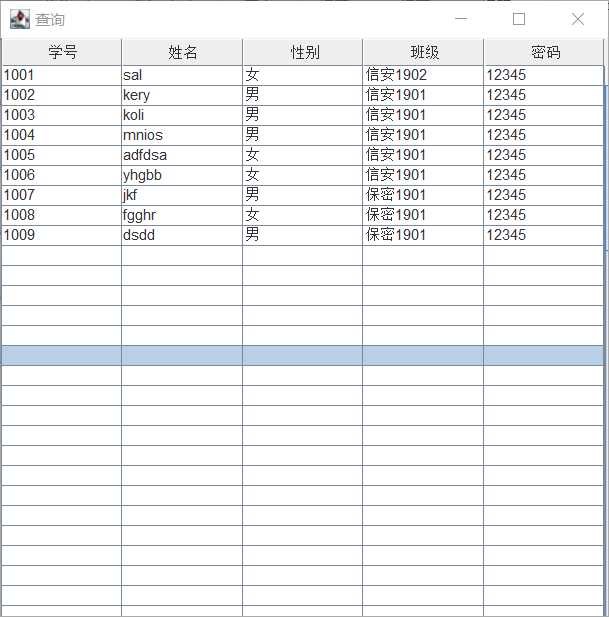 查询
学号 姓名 性别 班级 密码
1001 sal 女 信安1902 12345
1002 kery 男 信安1901 12345
1003 koli 男 信安1901 12345
1004 mnios 男 信安1901 12345
1005 adfdsa 女 信安1901 12345
1006 yhgbb 女 信安1901 12345
1007 jkf 男 保密1901 12345
1008 fgghr 女 保密1901 12345
1009 dsdd 男 保密1901 12345